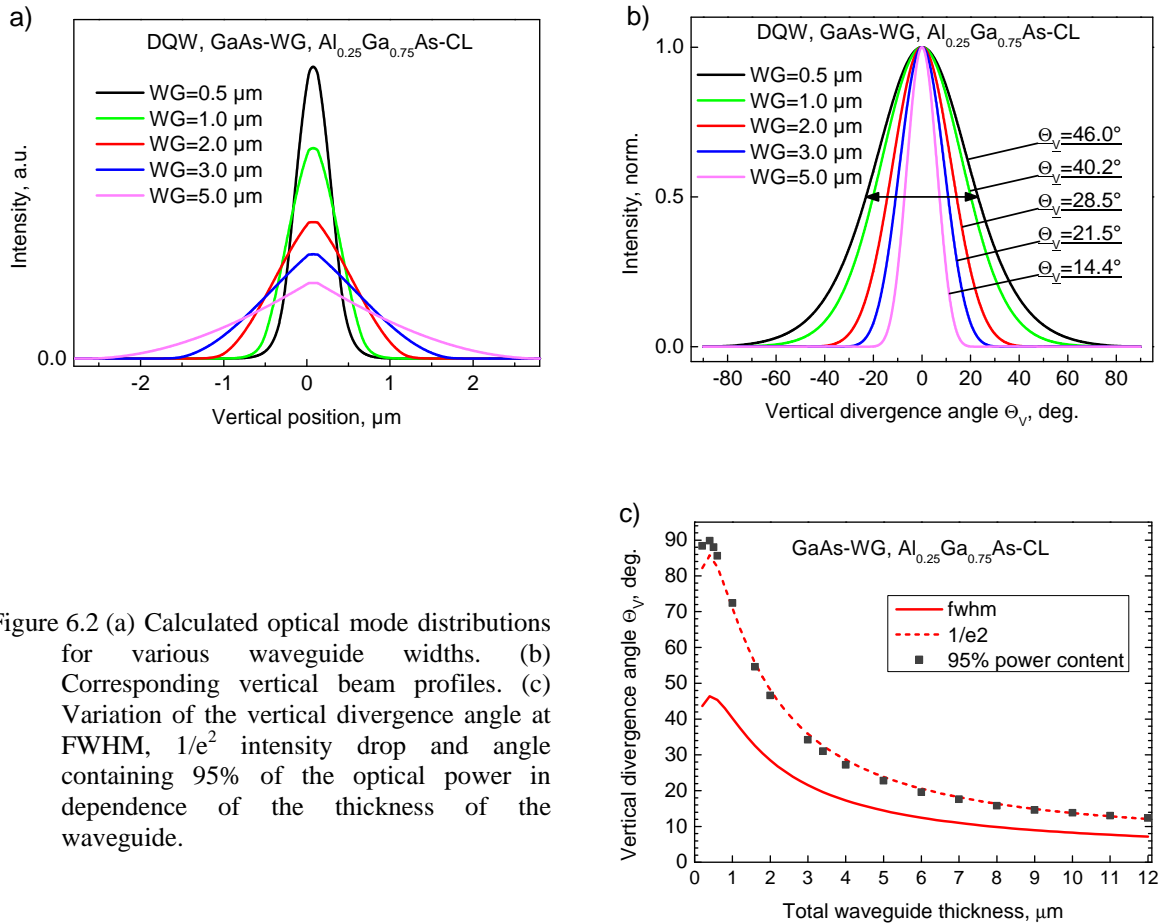 a)
DQW, GaAs-WG, Al0.25Ga0.75As-CL
WG=0.5 µm
WG=1.0 µm
WG=2.0 µm
WG=3.0 µm
WG=5.0 µm
Intensity, a.u.
0.0
-2 -1 0 1 2
Vertical position, µm
b)
DQW, GaAs-WG, Al0.25Ga0.75As-CL
1.0
0.5
0.0
WG=0.5 µm
WG=1.0 µm
WG=2.0 µm
WG=3.0 µm
WG=5.0 µm
ΘV=46.0°
ΘV=40.2°
ΘV=28.5°
ΘV=21.5°
ΘV=14.4°
Intensity, norm.
-80 -60 -40 -20 0 20 40 60 80
Vertical divergence angle ΘV, deg.
c)
GaAs-WG, Al0.25Ga0.75As-CL
90
80
70
60
50
40
30
20
10
0
fwhm
1/e2
95% power content
Vertical divergence angle ΘV, deg.
0 1 2 3 4 5 6 7 8 9 10 11 12
Total waveguide thickness, µm
Figure 6.2 (a) Calculated optical mode distributions
for various waveguide widths. (b)
Corresponding vertical beam profiles. (c)
Variation of the vertical divergence angle at
FWHM, 1/e² intensity drop and angle
containing 95% of the optical power in
dependence of the thickness of the
waveguide.